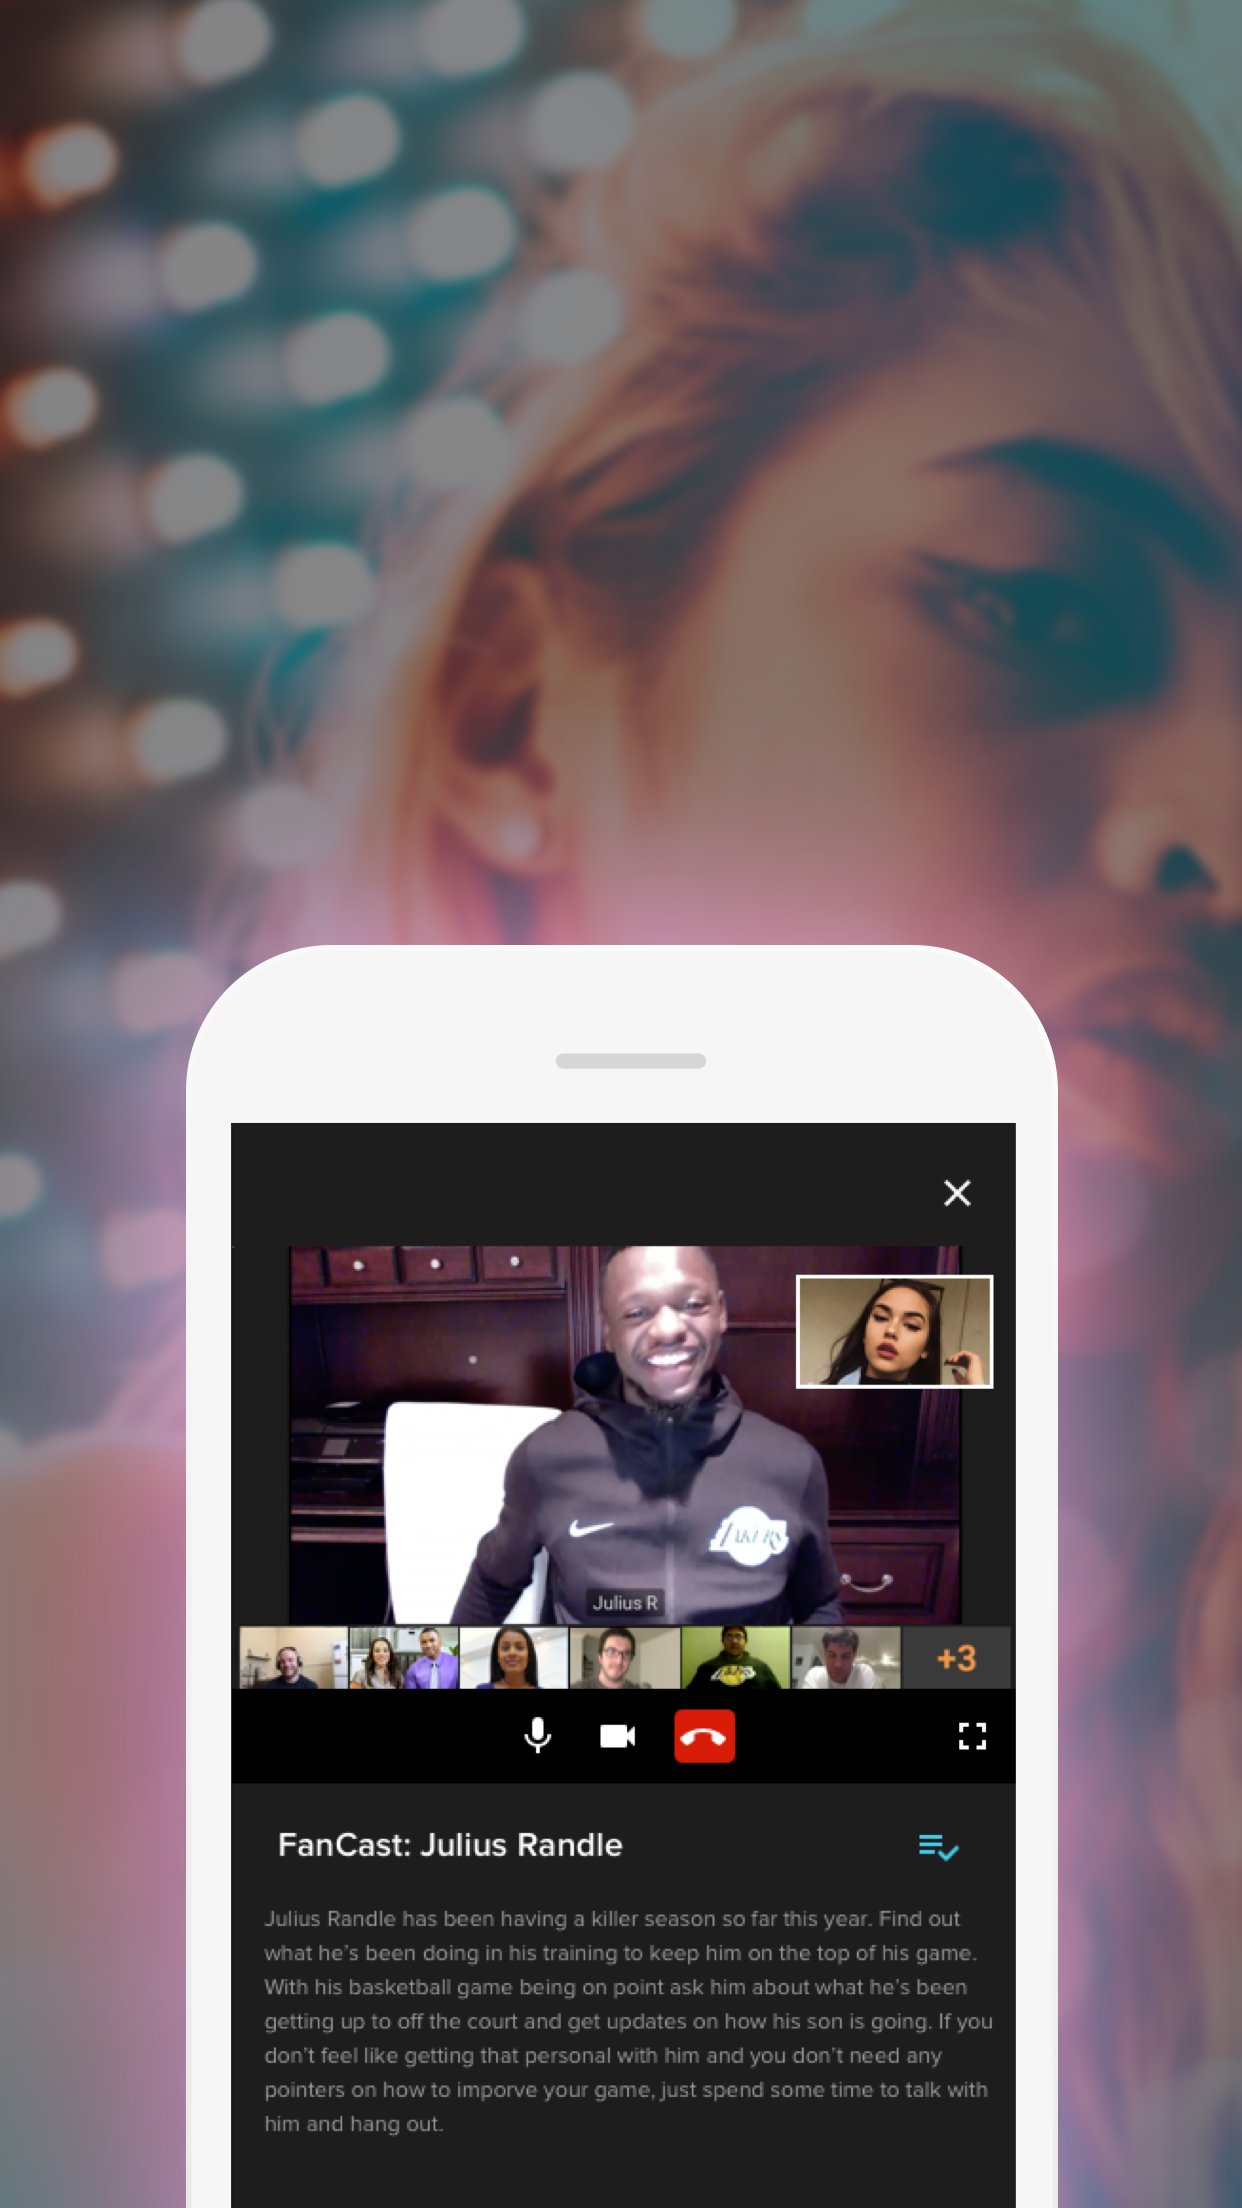 LAKERS
Julius R
+3
FanCast: Julius Randle
Julius Randle has been having a killer season so far this year. Find out
what he's been doing in his training to keep him on the top of his game.
With his basketball game being on point ask him about what he's been
getting up to off the court and get updates on how his son is going. If you
don't feel like getting that personal with him and you don't need any
pointers on how to imporve your game, just spend some time to talk with
him and hang out.